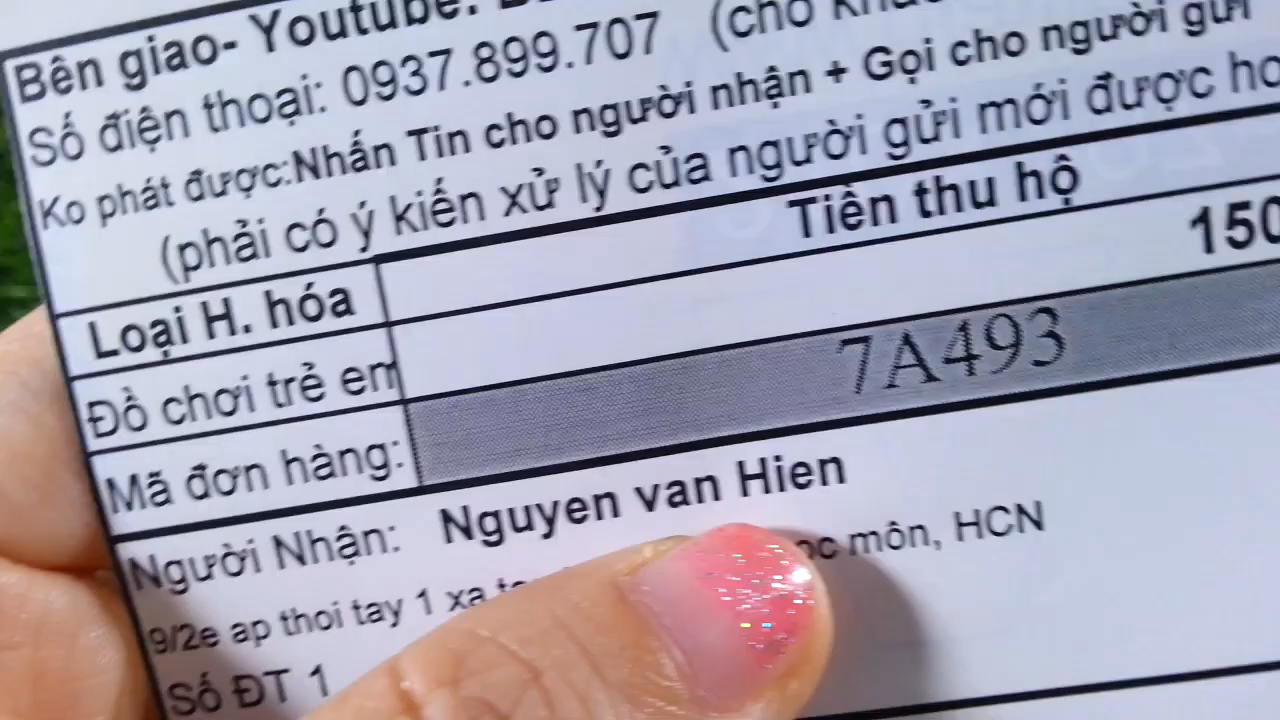 Bên giao- Youtube:
Số điện thoại: 0937.899.707 (cho
Ko phát được:Nhấn Tin cho người nhận + Gọi cho người gửi
(phải có ý kiến xử lý của người gửi mới được
Loại H. hóa Tiền thu hộ
Đồ chơi trẻ em 150
Mã đơn hàng: 7A493
Người Nhận: Nguyen van Hien
9/2e ap thoi tay 1 xa môn, HCN
Số ĐT 1